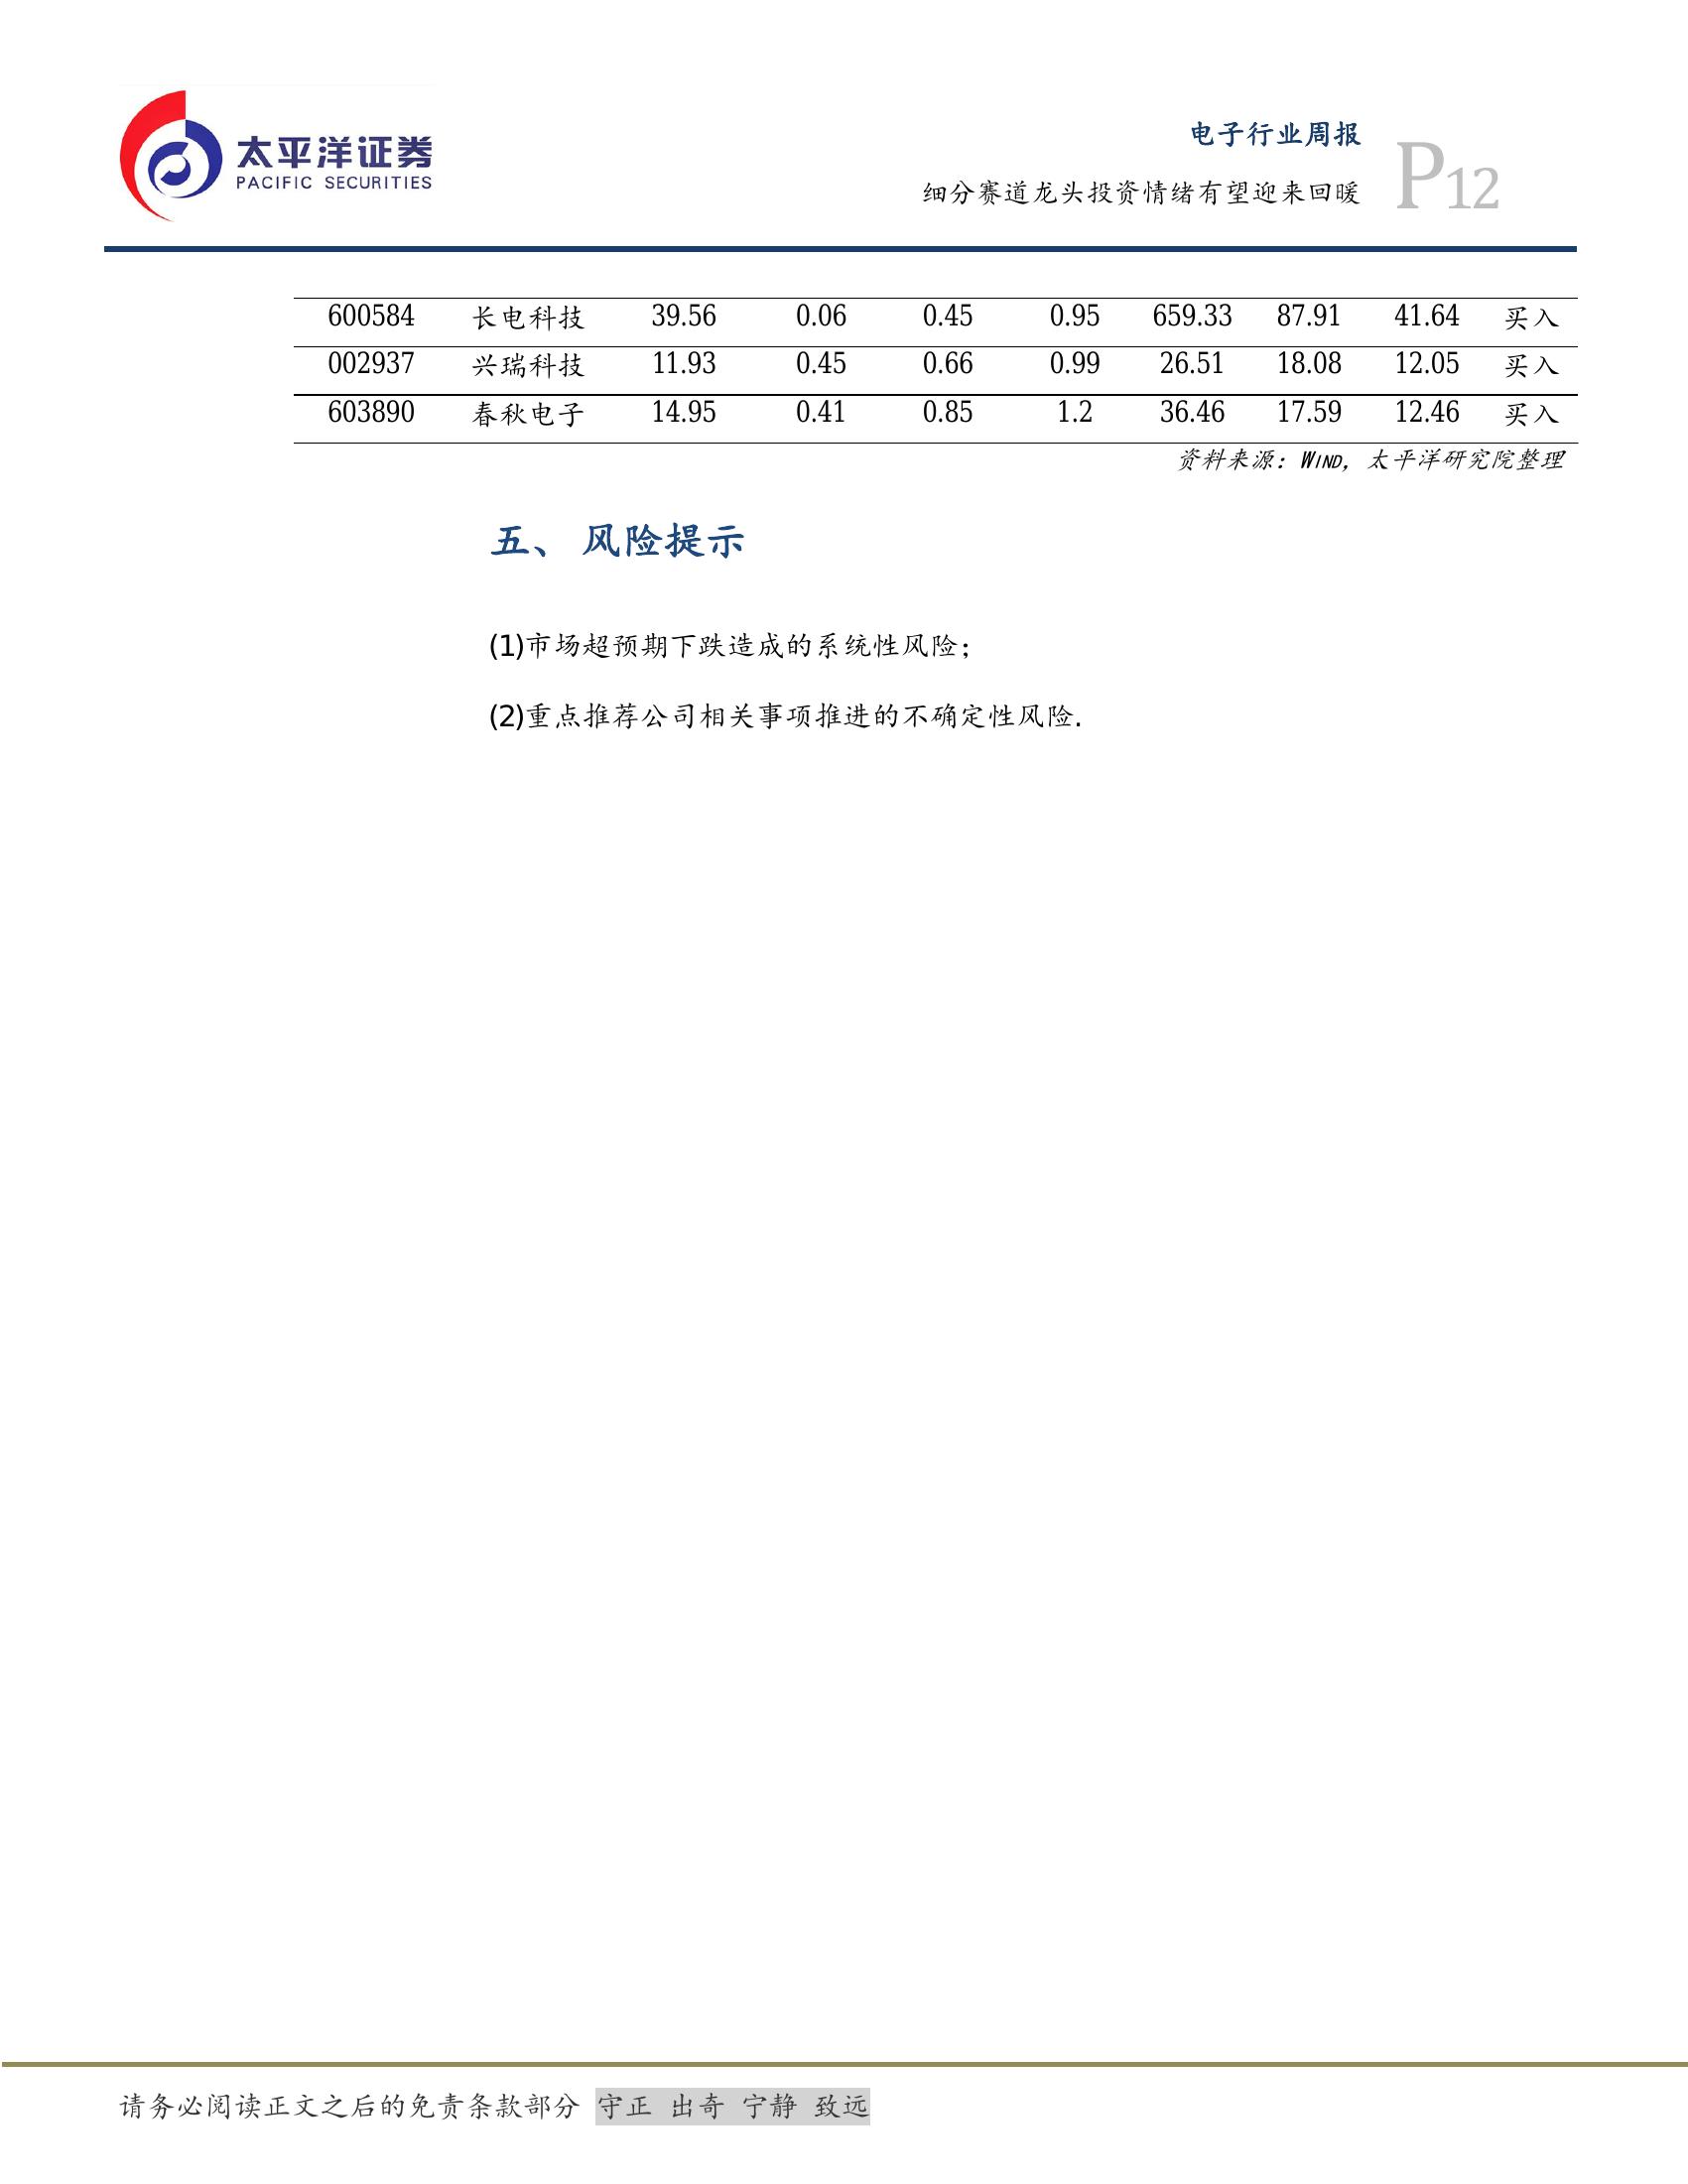 太平洋证券
PACIFIC SECURITIES
电子行业周报
细分赛道龙头投资情绪有望迎来回暖
P12
600584 长电科技 39.56 0.06 0.45 0.95 659.33 87.91 41.64 买入
002937 兴瑞科技 11.93 0.45 0.66 0.99 26.51 18.08 12.05 买入
603890 春秋电子 14.95 0.41 0.85 1.2 36.46 17.59 12.46 买入
资料来源：WIND，太平洋研究院整理
五、 风险提示
(1)市场超预期下跌造成的系统性风险；
(2)重点推荐公司相关事项推进的不确定性风险.
请务必阅读正文之后的免责条款部分 守正 出奇 宁静 致远